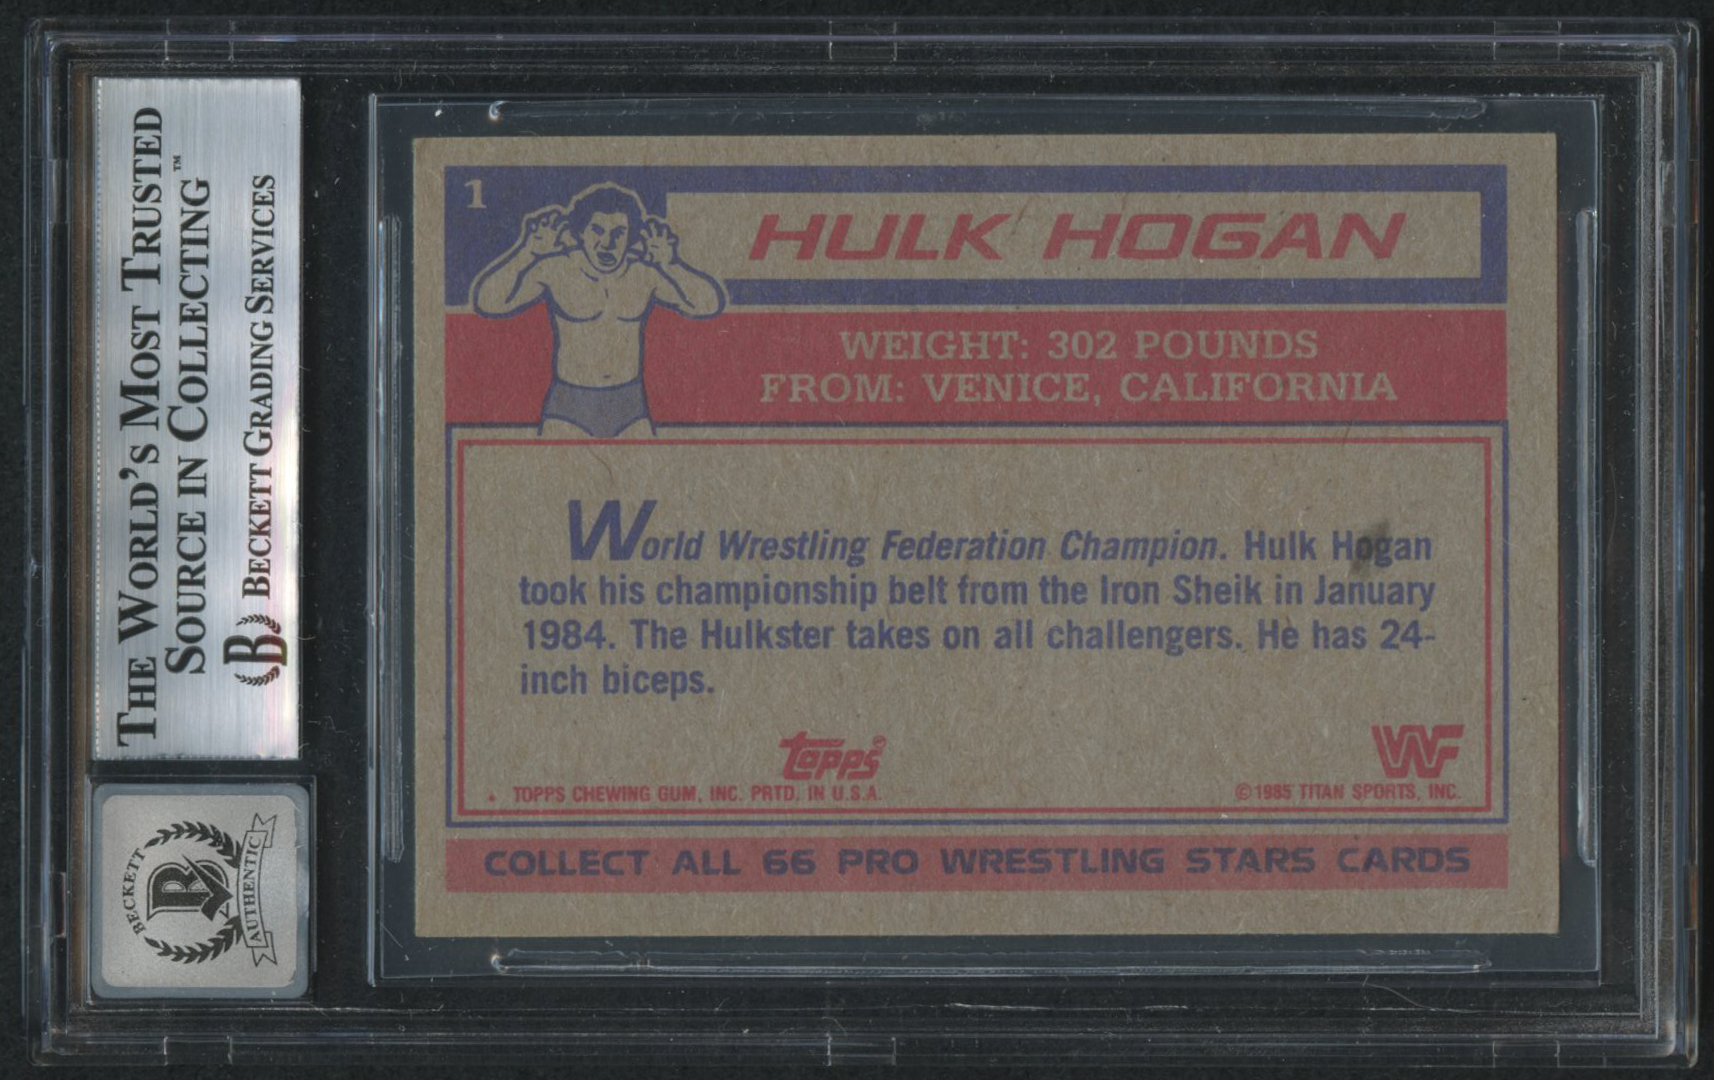 THE WORLD'S MOST TRUSTED
SOURCE IN COLLECTING™
B BECKETT GRADING SERVICES
BECKETT
B
AUTHENTIC
1
HULK HOGAN
WEIGHT: 302 POUNDS
FROM: VENICE, CALIFORNIA
World Wrestling Federation Champion. Hulk Hogan
took his championship belt from the Iron Sheik in January
1984. The Hulkster takes on all challengers. He has 24-
inch biceps.
topps®
WF
* TOPPS CHEWING GUM, INC. PRTD. IN U.S.A.
©1985 TITAN SPORTS, INC.
COLLECT ALL 66 PRO WRESTLING STARS CARDS